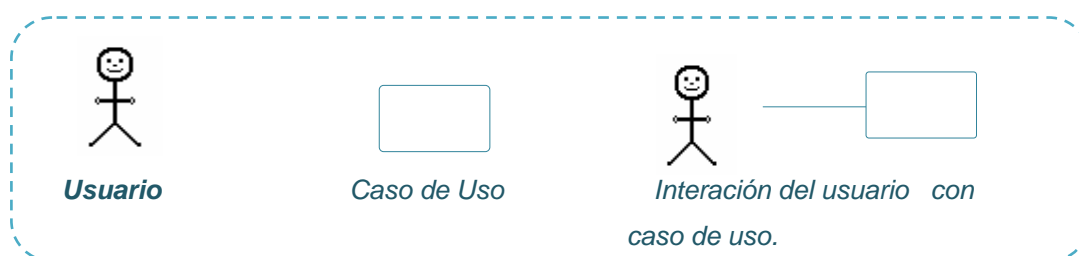 Usuario
Caso de Uso
Interación del usuario con
caso de uso.